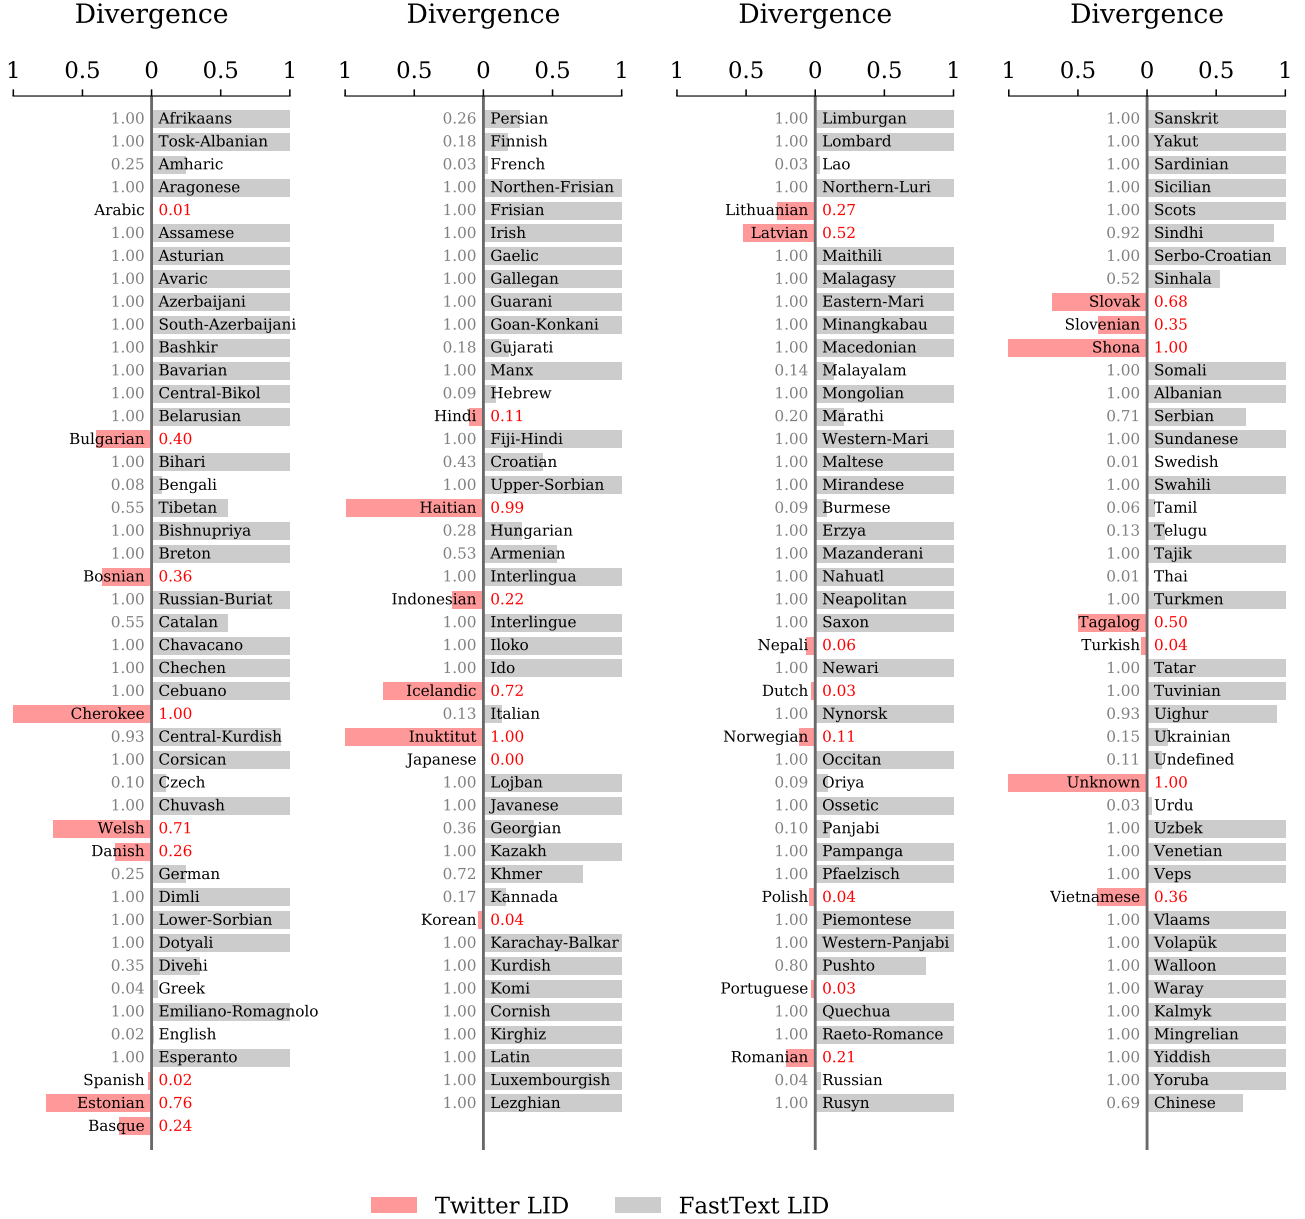 Divergence
1 0.5 0 0.5 1
1.00 Afrikaans
1.00 Tosk-Albanian
0.25 Amharic
1.00 Aragonese
Arabic 0.01
1.00 Assamese
1.00 Asturian
1.00 Avaric
1.00 Azerbaijani
1.00 South-Azerbaijani
1.00 Bashkir
1.00 Bavarian
1.00 Central-Bikol
1.00 Belarusian
Bulgarian 0.40
1.00 Bihari
0.08 Bengali
0.55 Tibetan
1.00 Bishnupriya
1.00 Breton
Bosnian 0.36
1.00 Russian-Buriat
0.55 Catalan
1.00 Chavacano
1.00 Chechen
1.00 Cebuano
Cherokee 1.00
0.93 Central-Kurdish
1.00 Corsican
0.10 Czech
1.00 Chuvash
Welsh 0.71
Danish 0.26
0.25 German
1.00 Dimli
1.00 Lower-Sorbian
1.00 Dotyali
0.35 Divehi
0.04 Greek
1.00 Emiliano-Romagnolo
0.02 English
1.00 Esperanto
Spanish 0.02
Estonian 0.76
Basque 0.24
Divergence
1 0.5 0 0.5 1
0.26 Persian
0.18 Finnish
0.03 French
1.00 Northen-Frisian
1.00 Frisian
1.00 Irish
1.00 Gaelic
1.00 Gallegan
1.00 Guarani
1.00 Goan-Konkani
0.18 Gujarati
1.00 Manx
0.09 Hebrew
Hindi 0.11
1.00 Fiji-Hindi
0.43 Croatian
1.00 Upper-Sorbian
Haitian 0.99
0.28 Hungarian
0.53 Armenian
1.00 Interlingua
Indonesian 0.22
1.00 Interlingue
1.00 Iloko
1.00 Ido
Icelandic 0.72
0.13 Italian
Inuktitut 1.00
Japanese 0.00
1.00 Lojban
1.00 Javanese
0.36 Georgian
1.00 Kazakh
0.72 Khmer
0.17 Kannada
Korean 0.04
1.00 Karachay-Balkar
1.00 Kurdish
1.00 Komi
1.00 Cornish
1.00 Kirghiz
1.00 Latin
1.00 Luxembourgish
1.00 Lezghian
Divergence
1 0.5 0 0.5 1
1.00 Limburgan
1.00 Lombard
0.03 Lao
1.00 Northern-Luri
Lithuanian 0.27
Latvian 0.52
1.00 Maithili
1.00 Malagasy
1.00 Eastern-Mari
1.00 Minangkabau
1.00 Macedonian
0.14 Malayalam
1.00 Mongolian
0.20 Marathi
1.00 Western-Mari
1.00 Maltese
1.00 Mirandese
0.09 Burmese
1.00 Erzya
1.00 Mazanderani
1.00 Nahuatl
1.00 Neapolitan
1.00 Saxon
Nepali 0.06
1.00 Newari
Dutch 0.03
1.00 Nynorsk
Norwegian 0.11
1.00 Occitan
0.09 Oriya
1.00 Ossetic
0.10 Panjabi
1.00 Pampanga
1.00 Pfaelzisch
Polish 0.04
1.00 Piemontese
1.00 Western-Panjabi
0.80 Pushto
Portuguese 0.03
1.00 Quechua
1.00 Raeto-Romance
Romanian 0.21
0.04 Russian
1.00 Rusyn
Divergence
1 0.5 0 0.5 1
1.00 Sanskrit
1.00 Yakut
1.00 Sardinian
1.00 Sicilian
1.00 Scots
0.92 Sindhi
1.00 Serbo-Croatian
0.52 Sinhala
Slovak 0.68
Slovenian 0.35
Shona 1.00
1.00 Somali
1.00 Albanian
0.71 Serbian
1.00 Sundanese
0.01 Swedish
1.00 Swahili
0.06 Tamil
0.13 Telugu
1.00 Tajik
0.01 Thai
1.00 Turkmen
Tagalog 0.50
Turkish 0.04
1.00 Tatar
1.00 Tuvinian
0.93 Uighur
0.15 Ukrainian
0.11 Undefined
Unknown 1.00
0.03 Urdu
1.00 Uzbek
1.00 Venetian
1.00 Veps
Vietnamese 0.36
1.00 Vlaams
1.00 Volapük
1.00 Walloon
1.00 Waray
1.00 Kalmyk
1.00 Mingrelian
1.00 Yiddish
1.00 Yoruba
0.69 Chinese
Twitter LID FastText LID